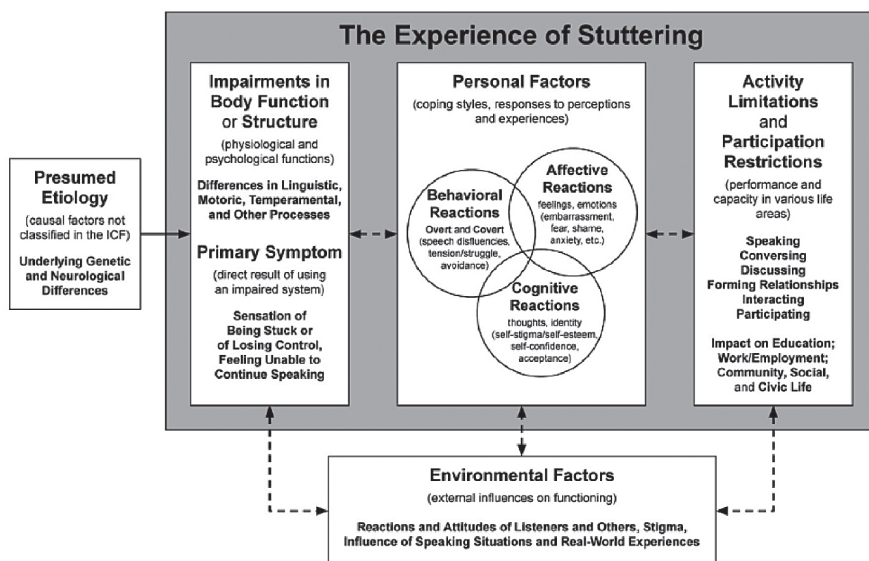 The Experience of Stuttering
Presumed
Etiology
(causal factors not
classified in the ICF)
Underlying Genetic
and Neurological
Differences
Impairments in
Body Function
or Structure
(physiological and
psychological functions)
Differences in Linguistic,
Motoric, Temperamental,
and Other Processes
Primary Symptom
(direct result of using
an impaired system)
Sensation of
Being Stuck or
of Losing Control,
Feeling Unable to
Continue Speaking
Personal Factors
(coping styles, responses to perceptions
and experiences)
Behavioral
Reactions
Overt and Covert
(speech disfluencies,
tension/struggle,
avoidance)
Affective
Reactions
feelings, emotions
(embarrassment,
fear, shame,
anxiety, etc.)
Cognitive
Reactions
thoughts, identity
(self-stigma/self-esteem,
self-confidence,
acceptance)
Activity
Limitations
and
Participation
Restrictions
(performance and
capacity in various life
areas)
Speaking
Conversing
Discussing
Forming Relationships
Interacting
Participating
Impact on Education;
Work/Employment;
Community, Social,
and Civic Life
Environmental Factors
(external influences on functioning)
Reactions and Attitudes of Listeners and Others, Stigma,
Influence of Speaking Situations and Real-World Experiences